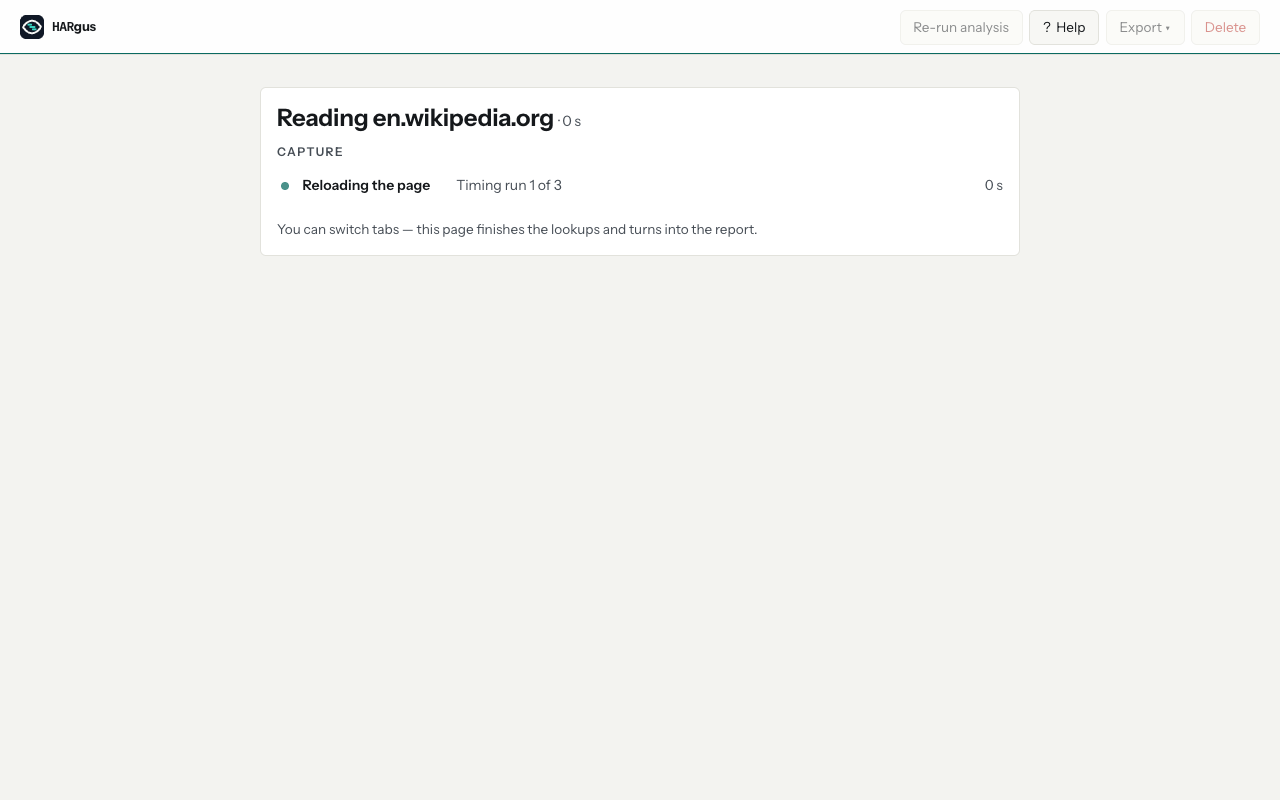 HARgus
Re-run analysis
? Help
Export ▾
Delete
Reading en.wikipedia.org · 0 s
CAPTURE
Reloading the page Timing run 1 of 3 0 s
You can switch tabs — this page finishes the lookups and turns into the report.